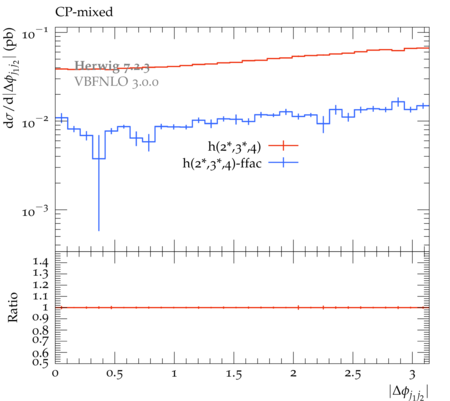 CP-mixed
dσ/d|Δϕj₁j₂| (pb)
10⁻¹
Herwig 7.2.3
VBFNLO 3.0.0
10⁻²
h(2*,3*,4)
h(2*,3*,4)-ffac
10⁻³
Ratio
1.4
1.3
1.2
1.1
1
0.9
0.8
0.7
0.6
0.5
0 0.5 1 1.5 2 2.5 3
|Δϕj₁j₂|